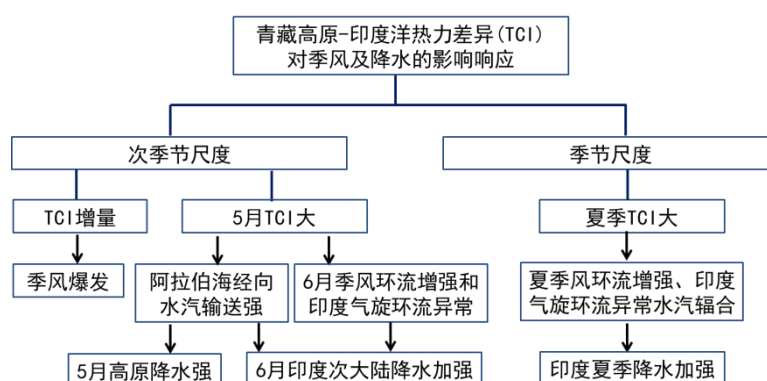 青藏高原-印度洋热力差异(TCI)
对季风及降水的影响响应
次季节尺度
季节尺度
TCI增量
5月TCI大
夏季TCI大
季风爆发
阿拉伯海经向
水汽输送强
6月季风环流增强和
印度气旋环流异常
夏季风环流增强、印度
气旋环流异常水汽辐合
5月高原降水强
6月印度次大陆降水加强
印度夏季降水加强